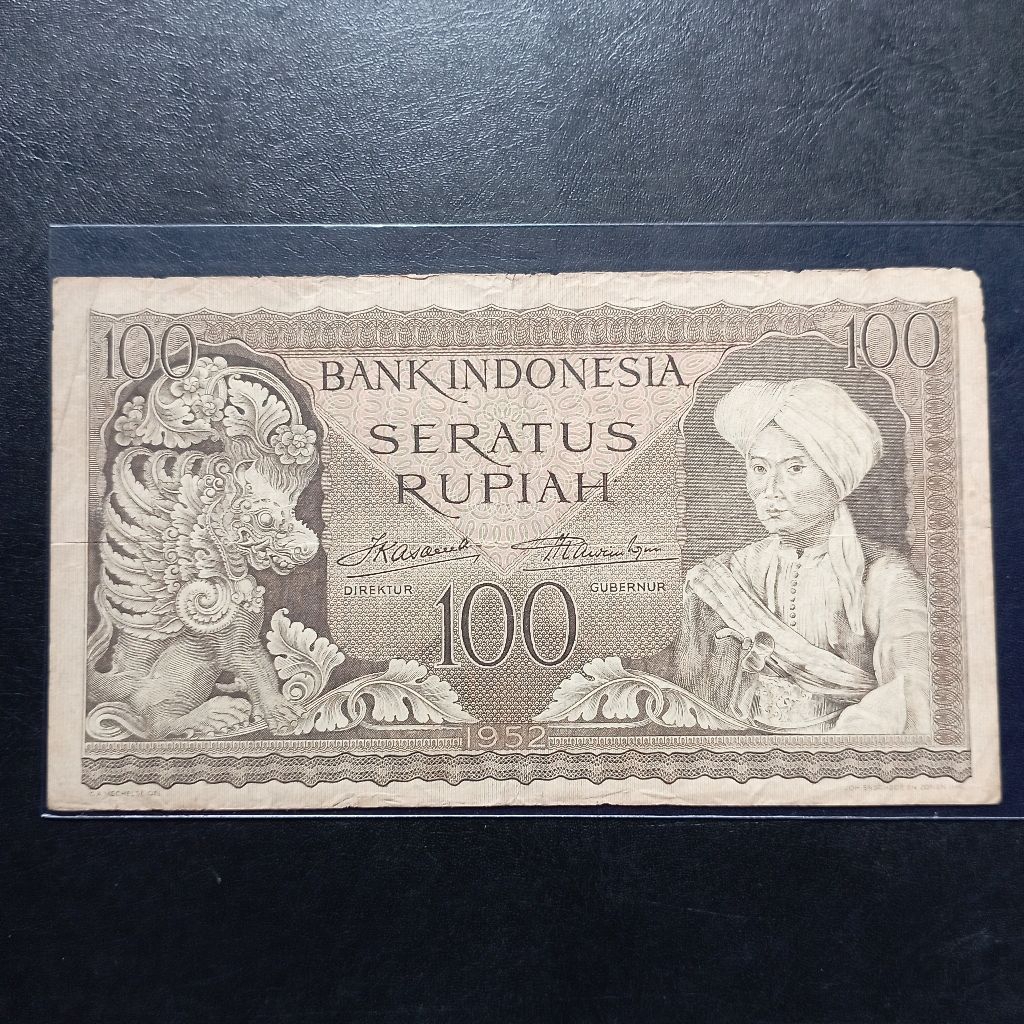 100 100
BANK INDONESIA
SERATUS
RUPIAH
DIREKTUR GUBERNUR
100
1952